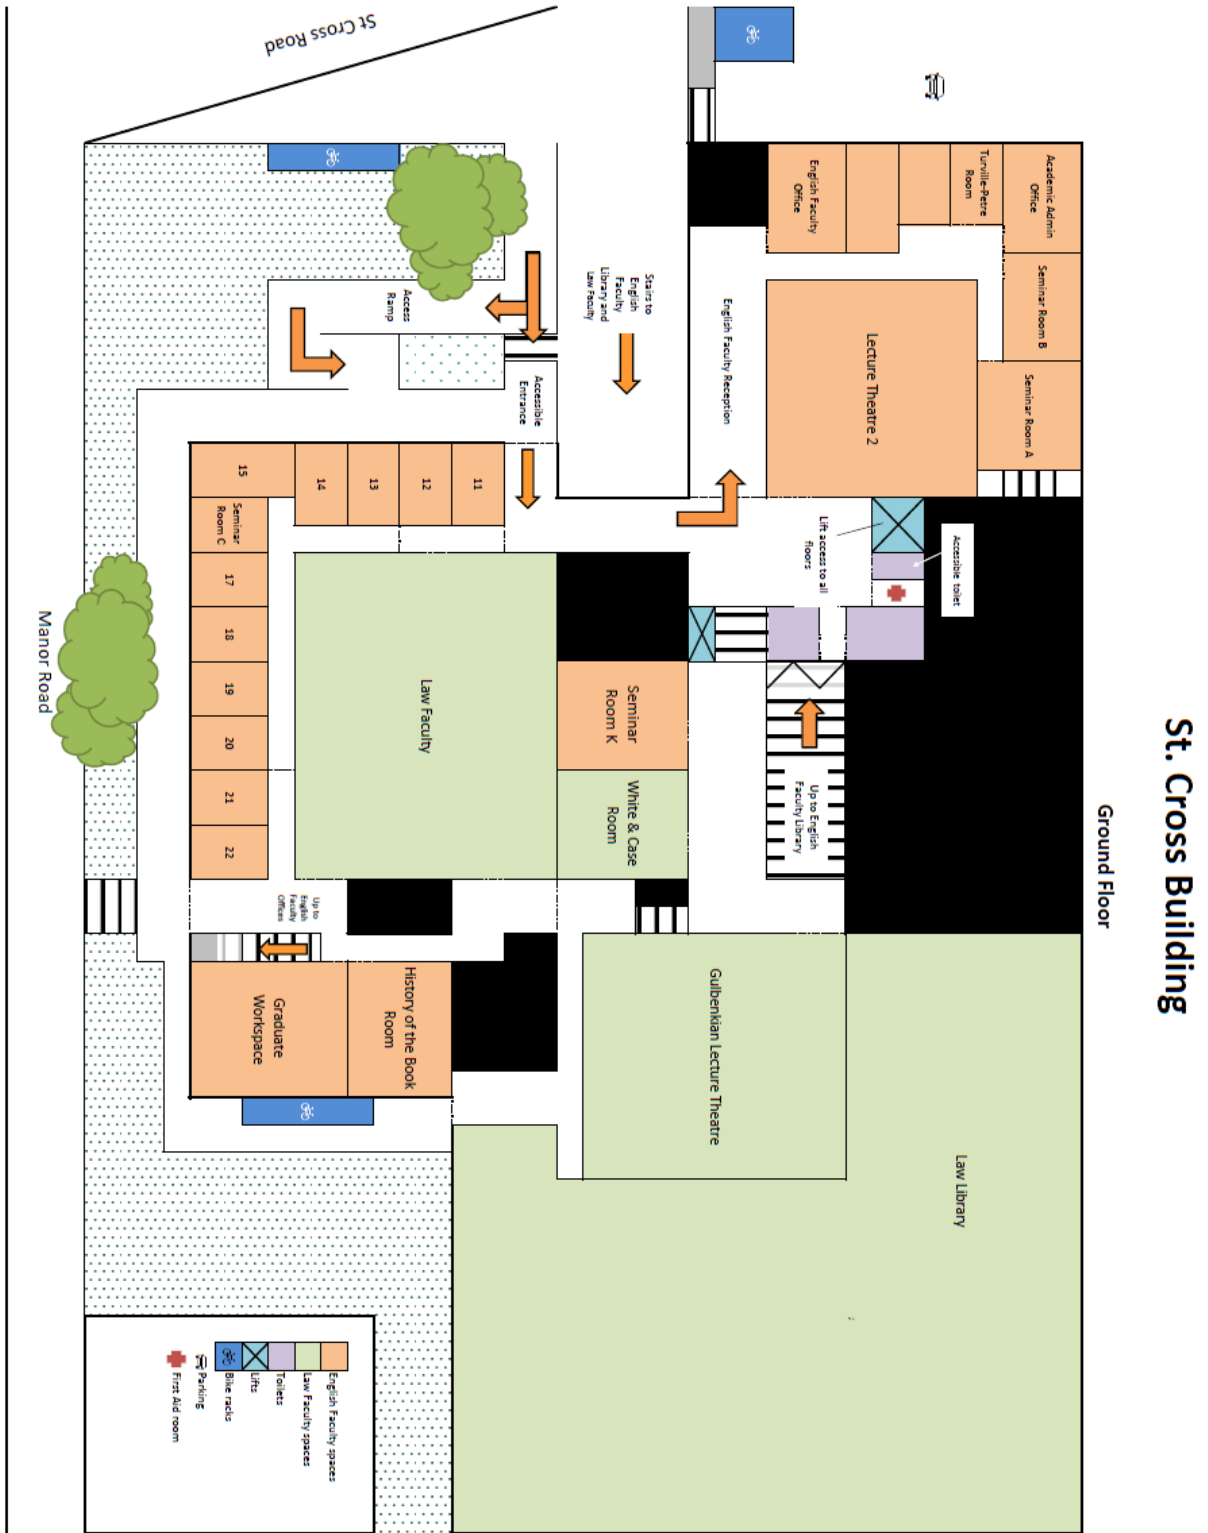 St. Cross Building
Ground Floor
St Cross Road
Academic Admin
Office
Turville-Petre
Room
English Faculty
Office
Seminar Room B
Seminar Room A
Lecture Theatre 2
English Faculty Reception
Stairs to
English
Faculty
Library and
Law Faculty
Access
Ramp
Accessible
Entrance
Accessible toilet
Lift access to all
floors
11
12
13
14
15
Seminar
Room C
17
18
19
20
21
22
Law Faculty
Seminar
Room K
White & Case
Room
Up to English
Faculty Library
Up to
English
Faculty
Offices
Graduate
Workspace
History of the Book
Room
Gulbenkian Lecture Theatre
Law Library
Manor Road
English Faculty spaces
Law Faculty spaces
Toilets
Lifts
Bike racks
Parking
First Aid room